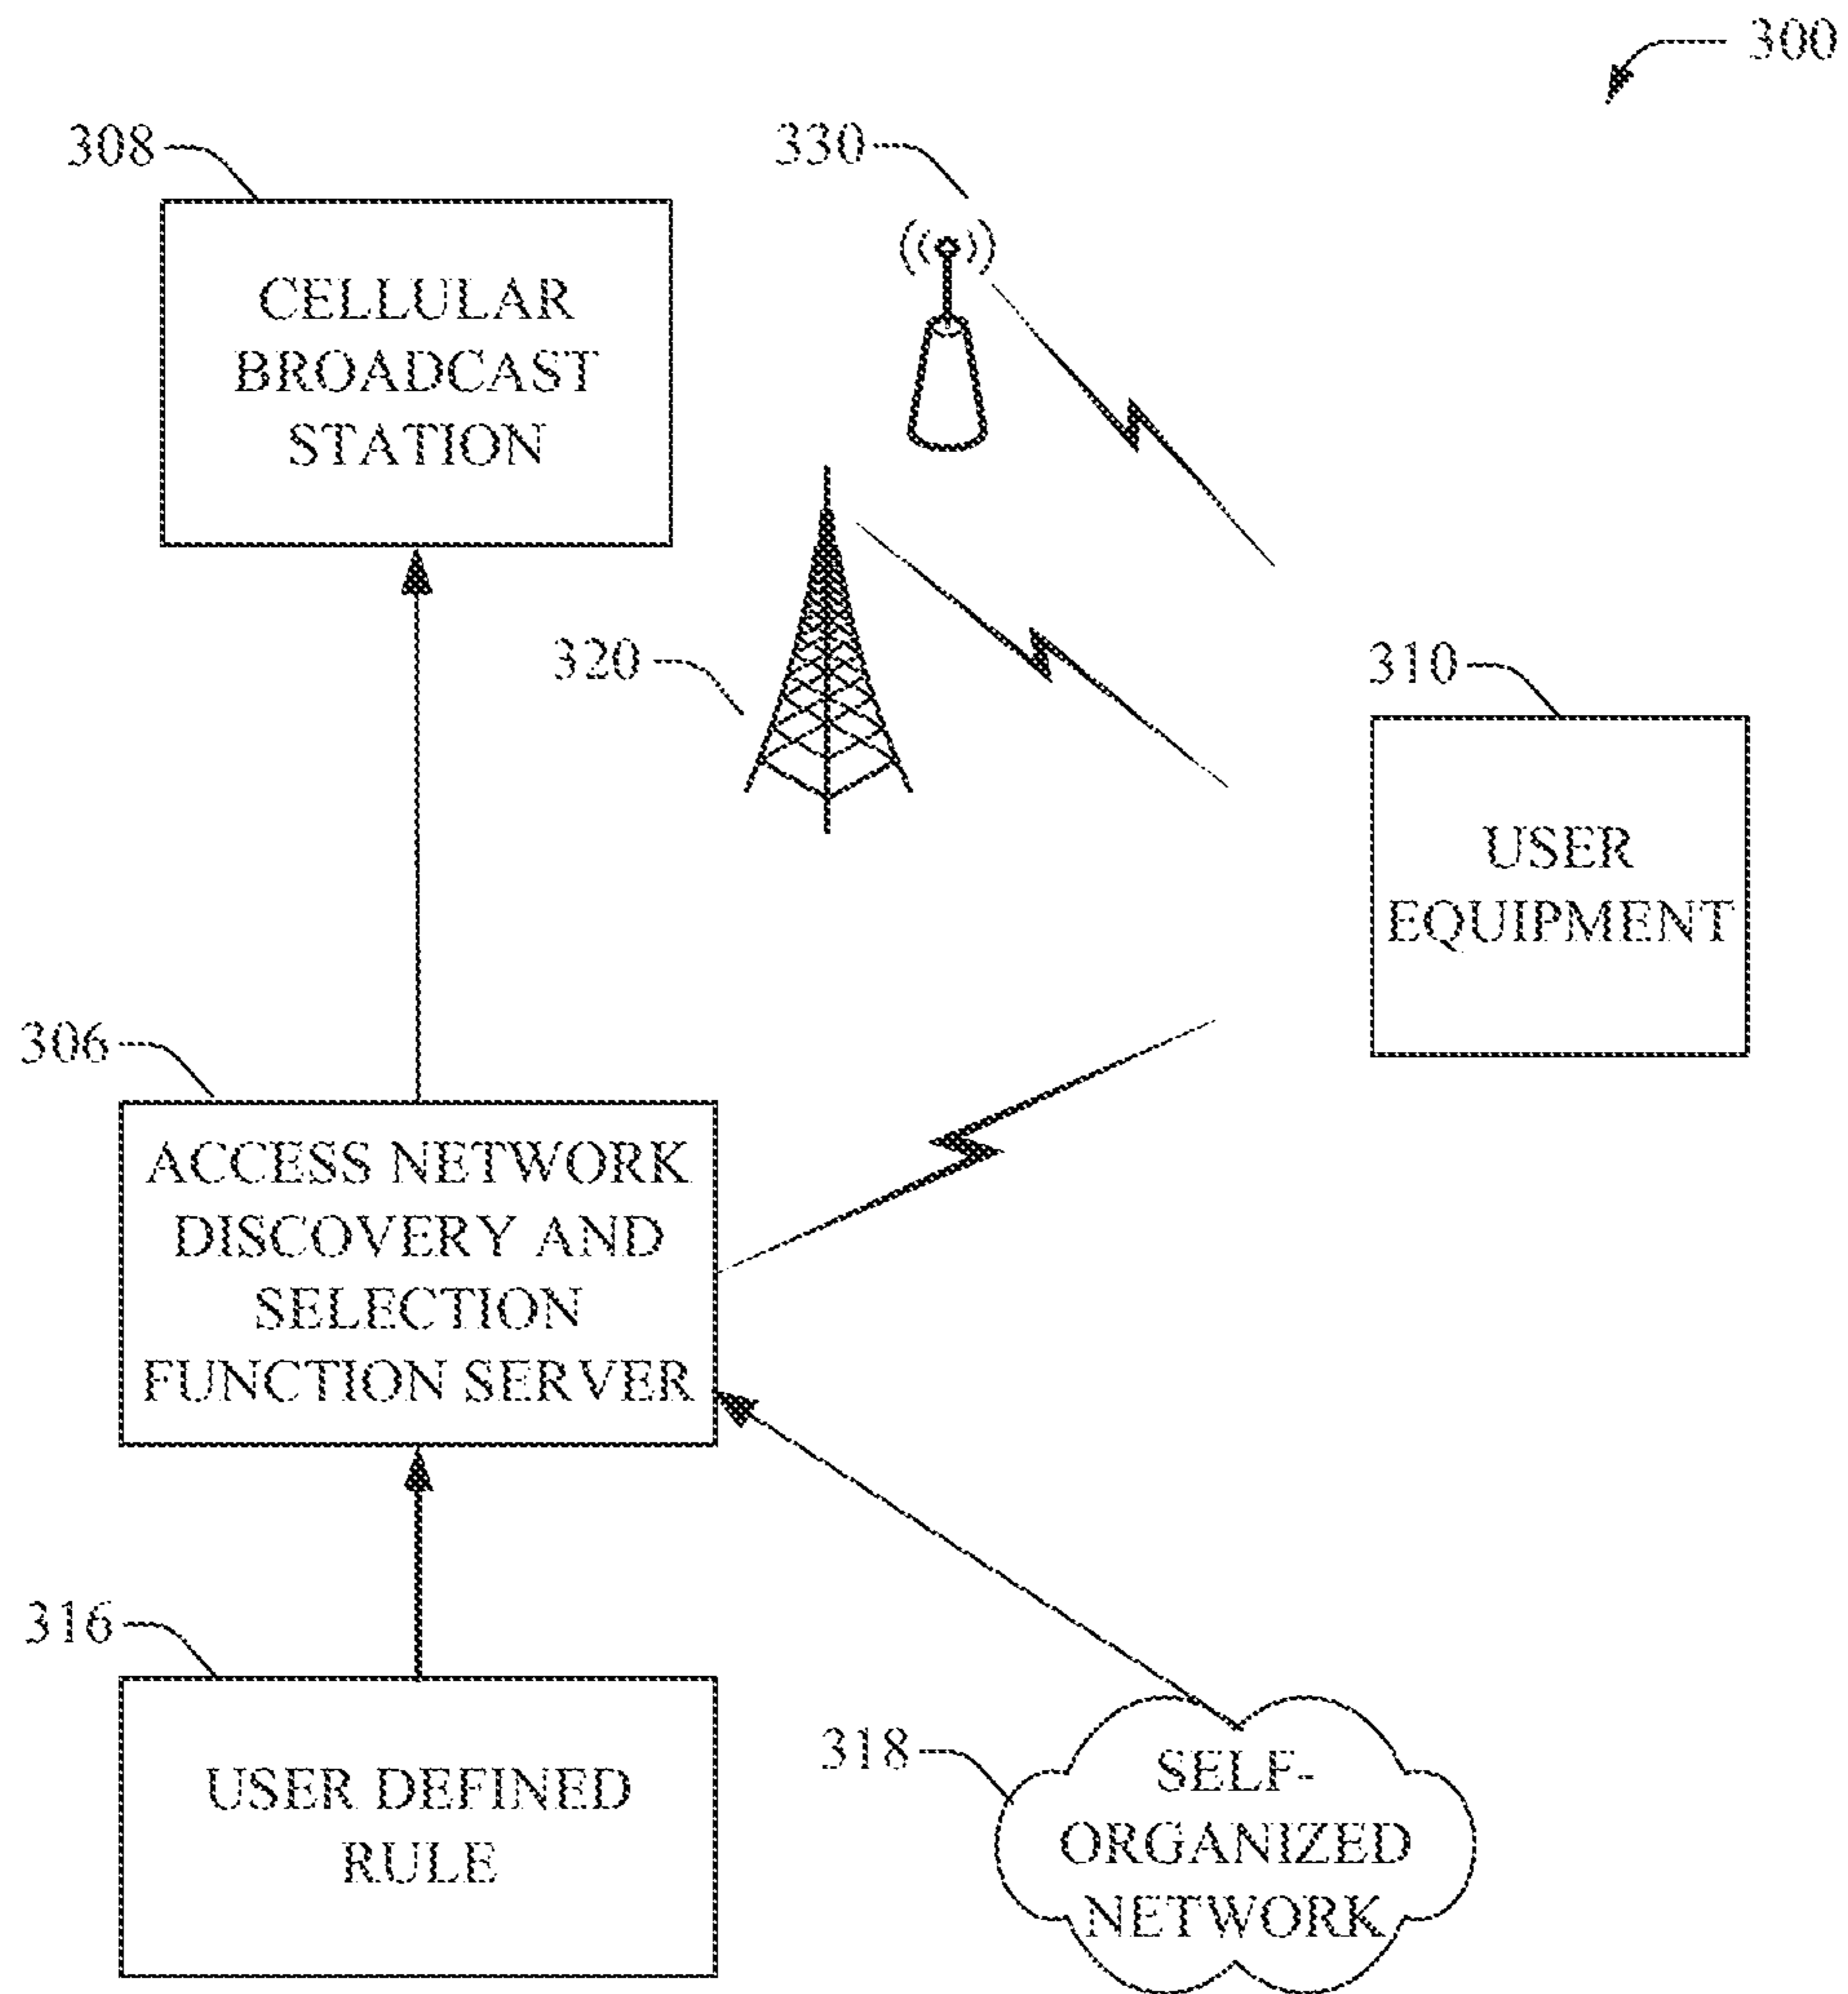 300
308
330
CELLULAR
BROADCAST
STATION
320
310
USER
EQUIPMENT
306
ACCESS NETWORK
DISCOVERY AND
SELECTION
FUNCTION SERVER
316
USER DEFINED
RULE
318
SELF-
ORGANIZED
NETWORK